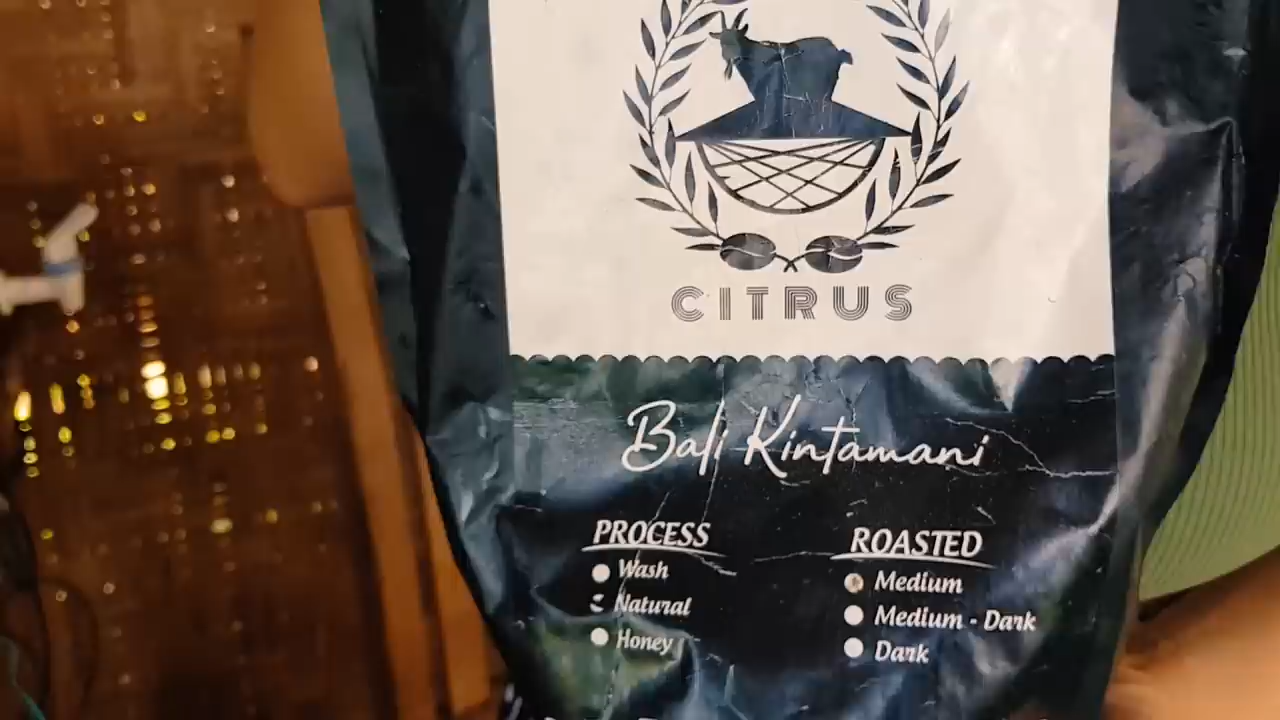 CITRUS
Bali Kintamani
PROCESS
Wash
Natural
Honey
ROASTED
Medium
Medium - Dark
Dark